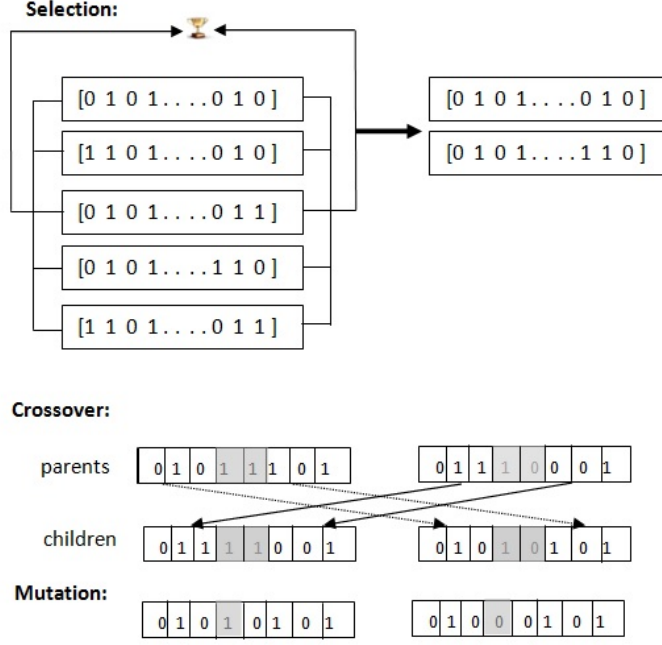 Selection:
[0 1 0 1....0 1 0]
[1 1 0 1....0 1 0]
[0 1 0 1....0 1 1]
[0 1 0 1....1 1 0]
[1 1 0 1....0 1 1]
[0 1 0 1....0 1 0]
[0 1 0 1....1 1 0]
Crossover:
parents
0 1 0 1 1 1 0 1
0 1 1 1 0 0 0 1
children
0 1 1 1 1 0 0 1
0 1 0 1 0 1 0 1
Mutation:
0 1 0 1 0 1 0 1
0 1 0 0 0 1 0 1